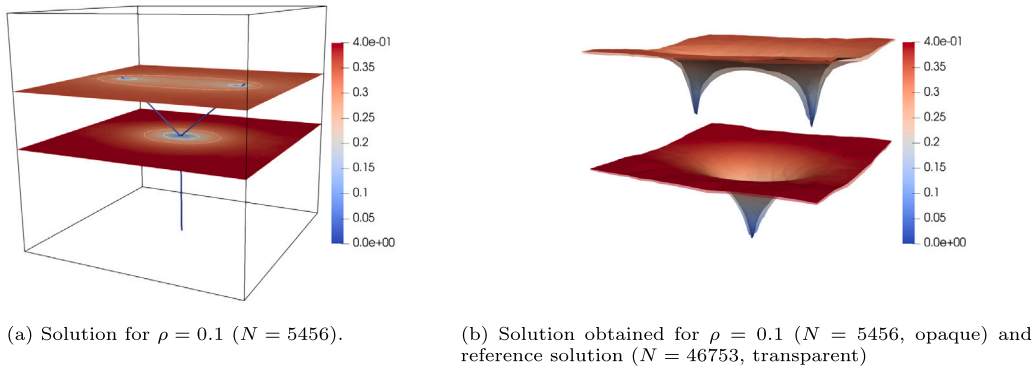 4.0e-01
0.35
0.3
0.25
0.2
0.15
0.1
0.05
0.0e+00
4.0e-01
0.35
0.3
0.25
0.2
0.15
0.1
0.05
0.0e+00
(a) Solution for ρ = 0.1 (N = 5456).
(b) Solution obtained for ρ = 0.1 (N = 5456, opaque) and
reference solution (N = 46753, transparent)